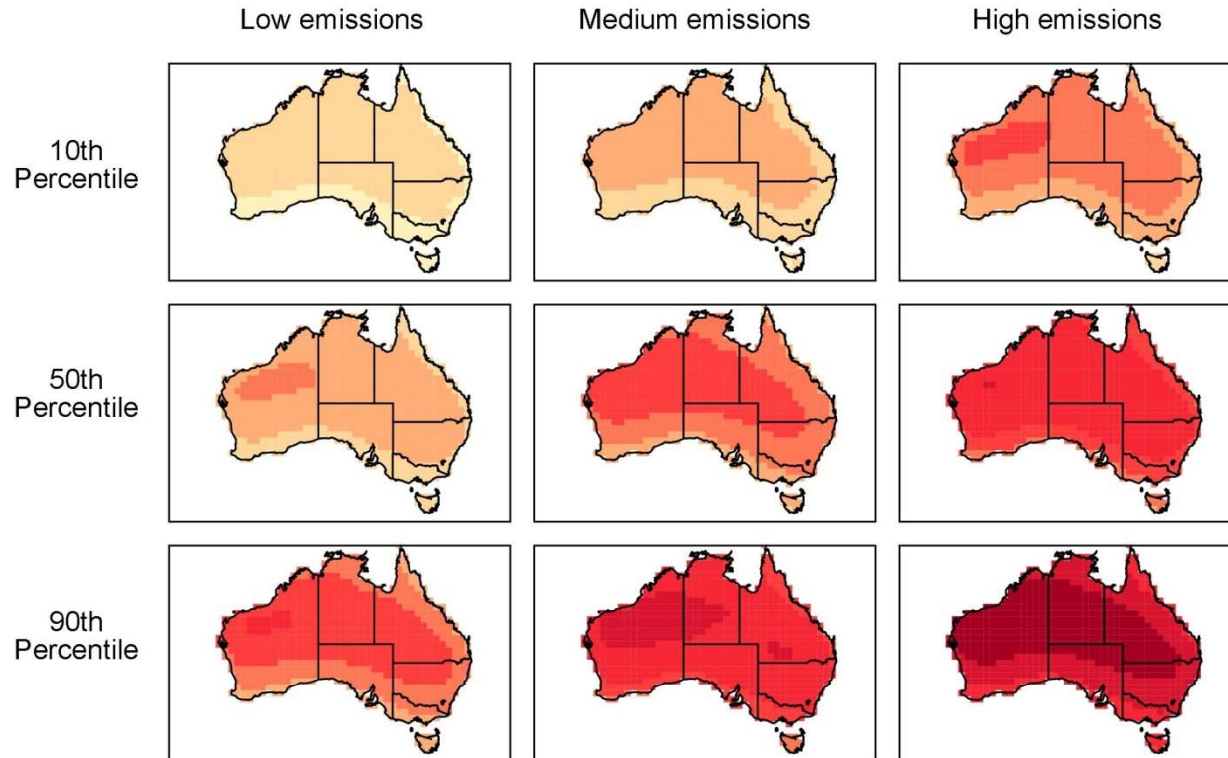 Low emissions
Medium emissions
High emissions
10th
Percentile
50th
Percentile
90th
Percentile